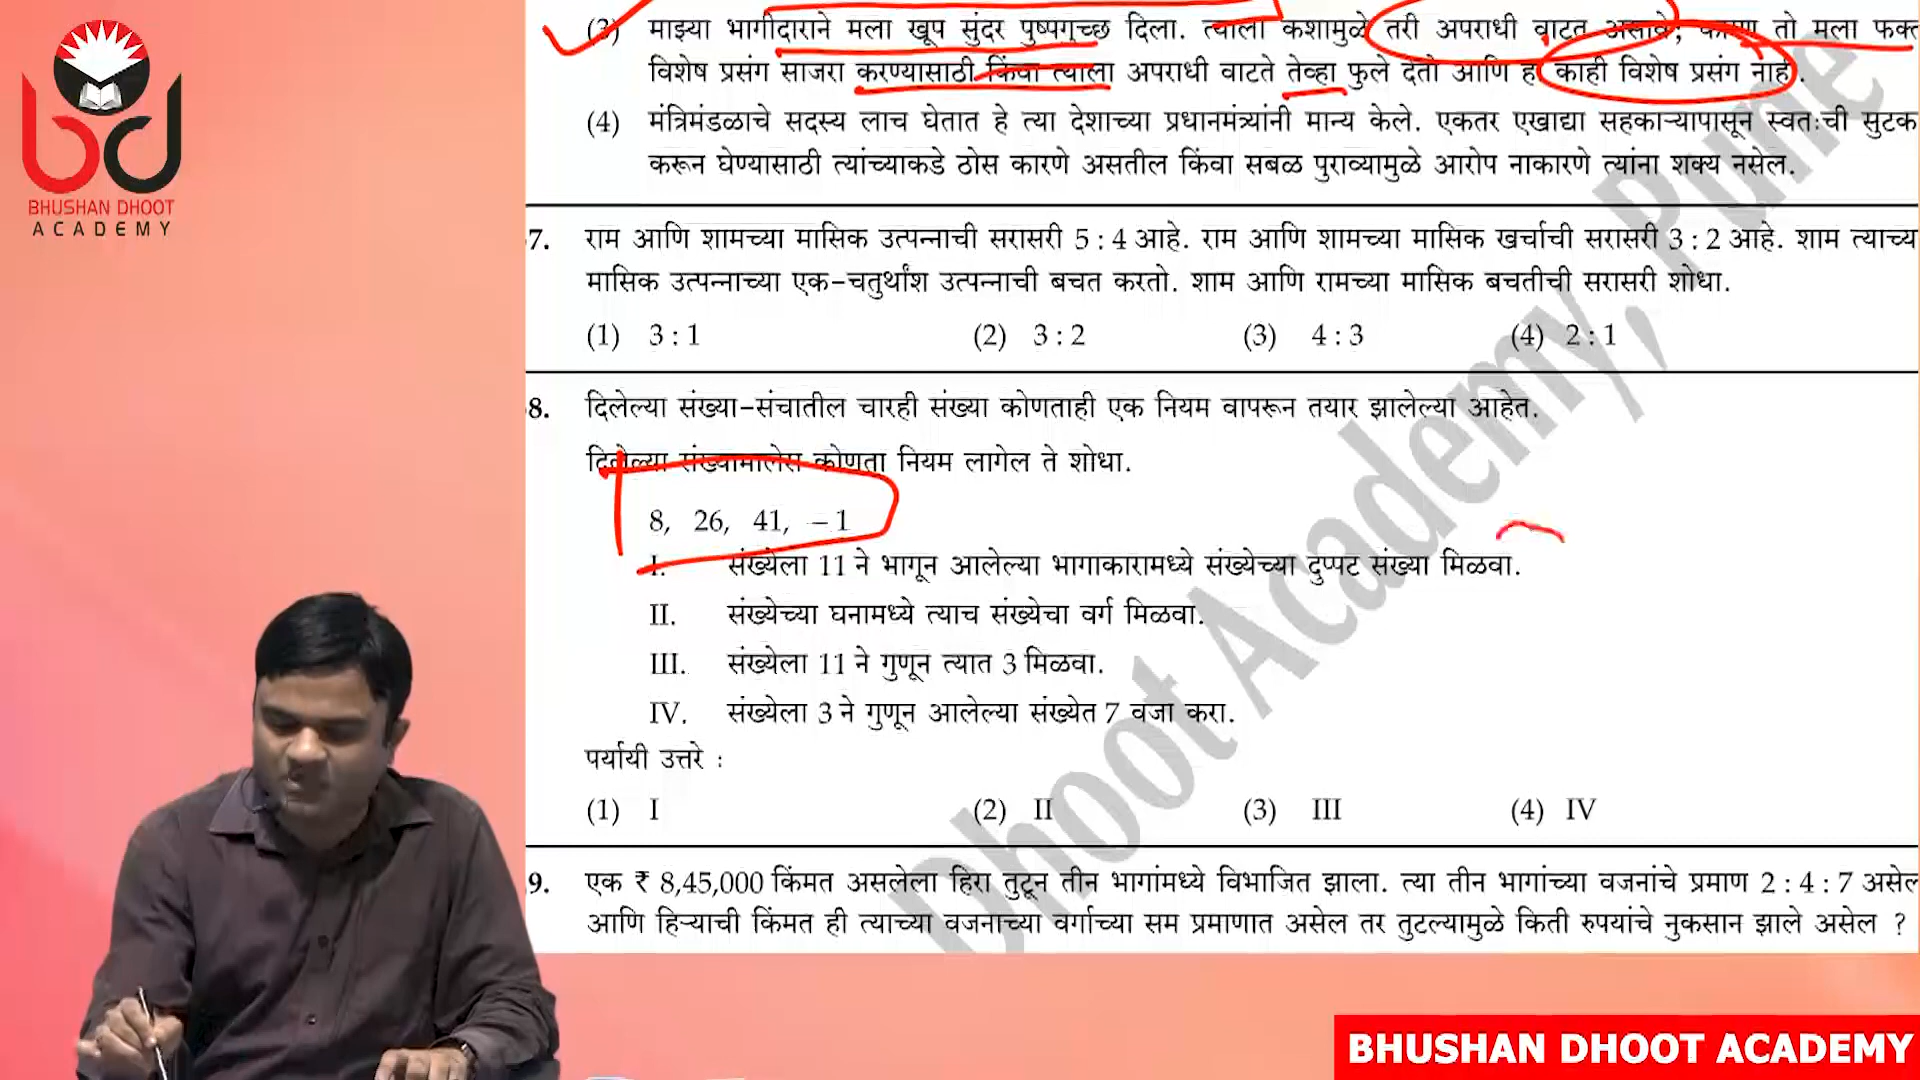 (3) माझ्या भागीदाराने मला खूप सुंदर पुष्पगुच्छ दिला. त्याला कशामुळे तरी अपराधी वाटत असावे; कारण तो मला फक्त
विशेष प्रसंग साजरा करण्यासाठी किंवा त्याला अपराधी वाटते तेव्हा फुले देतो आणि हा काही विशेष प्रसंग नाही.
(4) मंत्रिमंडळाचे सदस्य लाच घेतात हे त्या देशाच्या प्रधानमंत्र्यांनी मान्य केले. एकतर एखाद्या सहकाऱ्यापासून स्वतःची सुटक
करून घेण्यासाठी त्यांच्याकडे ठोस कारणे असतील किंवा सबळ पुराव्यामुळे आरोप नाकारणे त्यांना शक्य नसेल.
7. राम आणि शामच्या मासिक उत्पन्नाची सरासरी 5 : 4 आहे. राम आणि शामच्या मासिक खर्चाची सरासरी 3 : 2 आहे. शाम त्याच्या
मासिक उत्पन्नाच्या एक-चतुर्थांश उत्पन्नाची बचत करतो. शाम आणि रामच्या मासिक बचतीची सरासरी शोधा.
(1) 3 : 1 (2) 3 : 2 (3) 4 : 3 (4) 2 : 1
8. दिलेल्या संख्या-संचातील चारही संख्या कोणताही एक नियम वापरून तयार झालेल्या आहेत.
दिलेल्या संख्यामालेस कोणता नियम लागेल ते शोधा.
8, 26, 41, – 1
I. संख्येला 11 ने भागून आलेल्या भागाकारामध्ये संख्येच्या दुप्पट संख्या मिळवा.
II. संख्येच्या घनामध्ये त्याच संख्येचा वर्ग मिळवा.
III. संख्येला 11 ने गुणून त्यात 3 मिळवा.
IV. संख्येला 3 ने गुणून आलेल्या संख्येत 7 वजा करा.
पर्यायी उत्तरे :
(1) I (2) II (3) III (4) IV
9. एक ₹ 8,45,000 किंमत असलेला हिरा तुटून तीन भागांमध्ये विभाजित झाला. त्या तीन भागांच्या वजनांचे प्रमाण 2 : 4 : 7 असेल
आणि हिऱ्याची किंमत ही त्याच्या वजनाच्या वर्गाच्या सम प्रमाणात असेल तर तुटल्यामुळे किती रुपयांचे नुकसान झाले असेल ?
Dhoot Academy, Pune
bd
BHUSHAN DHOOT
ACADEMY
BHUSHAN DHOOT ACADEMY